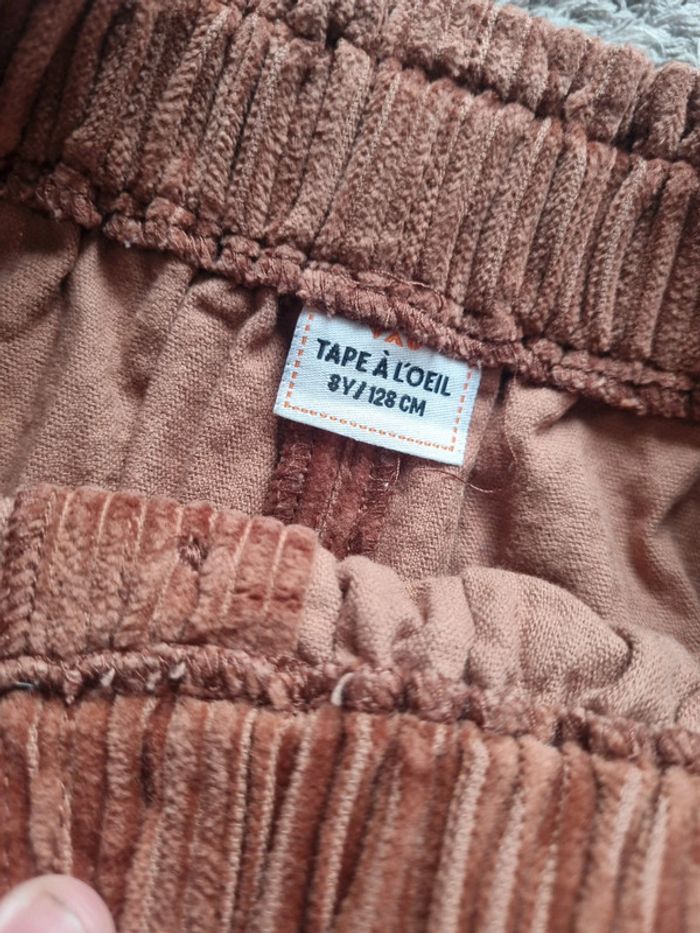 TAPE À L'OEIL
8Y/128 CM